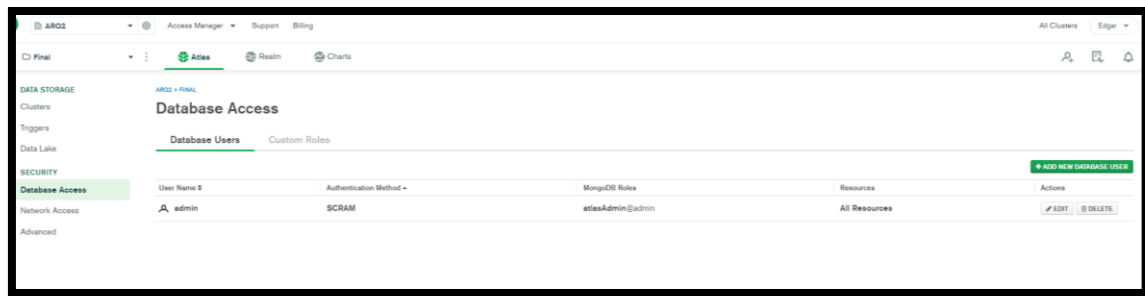 ARQ2 Access Manager Support Billing All Clusters Edgar
Final Atlas Realm Charts
DATA STORAGE
Clusters
Triggers
Data Lake
SECURITY
Database Access
Network Access
Advanced
ARQ2 > FINAL
Database Access
Database Users Custom Roles
+ ADD NEW DATABASE USER
User Name Authentication Method MongoDB Roles Resources Actions
admin SCRAM atlasAdmin@admin All Resources EDIT DELETE